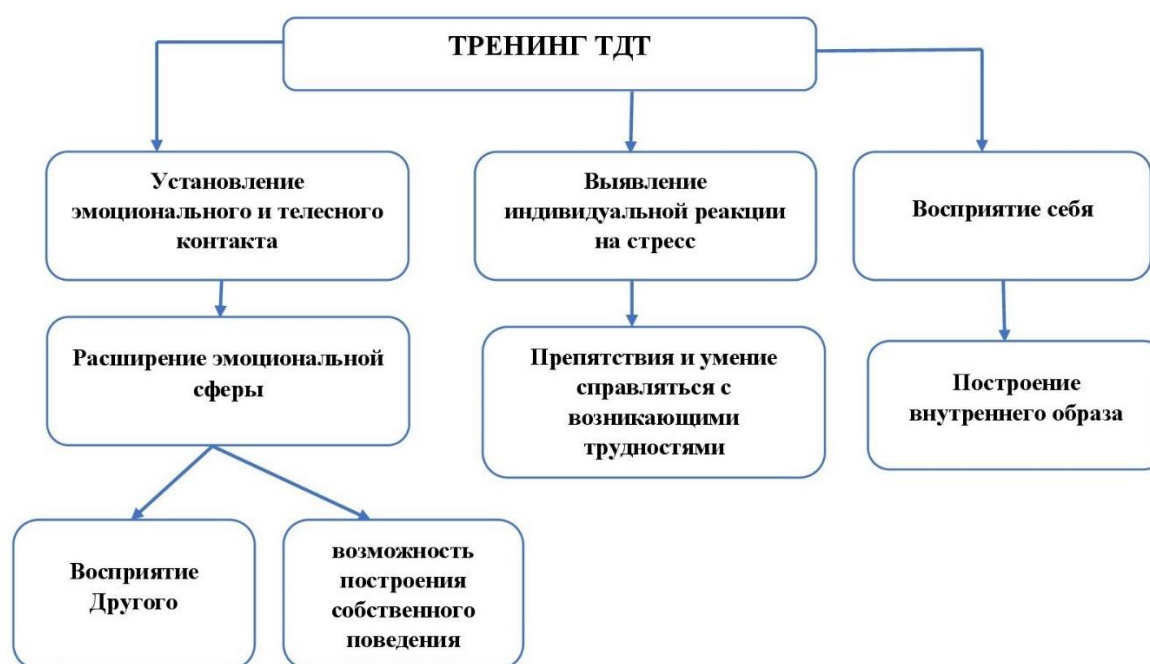 ТРЕНИНГ ТДТ
Установление
эмоционального и телесного
контакта
Выявление
индивидуальной реакции
на стресс
Восприятие себя
Расширение эмоциональной
сферы
Препятствия и умение
справляться с
возникающими
трудностями
Построение
внутреннего образа
Восприятие
Другого
возможность
построения
собственного
поведения